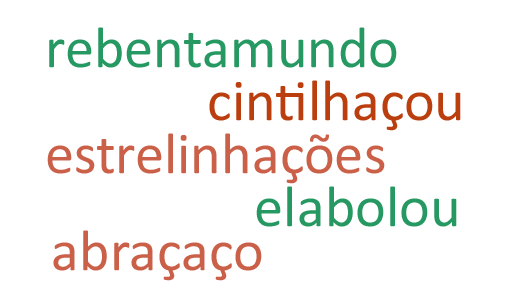 rebentamundo
cintilhaçou
estrelinhações
elabolou
abraçaço